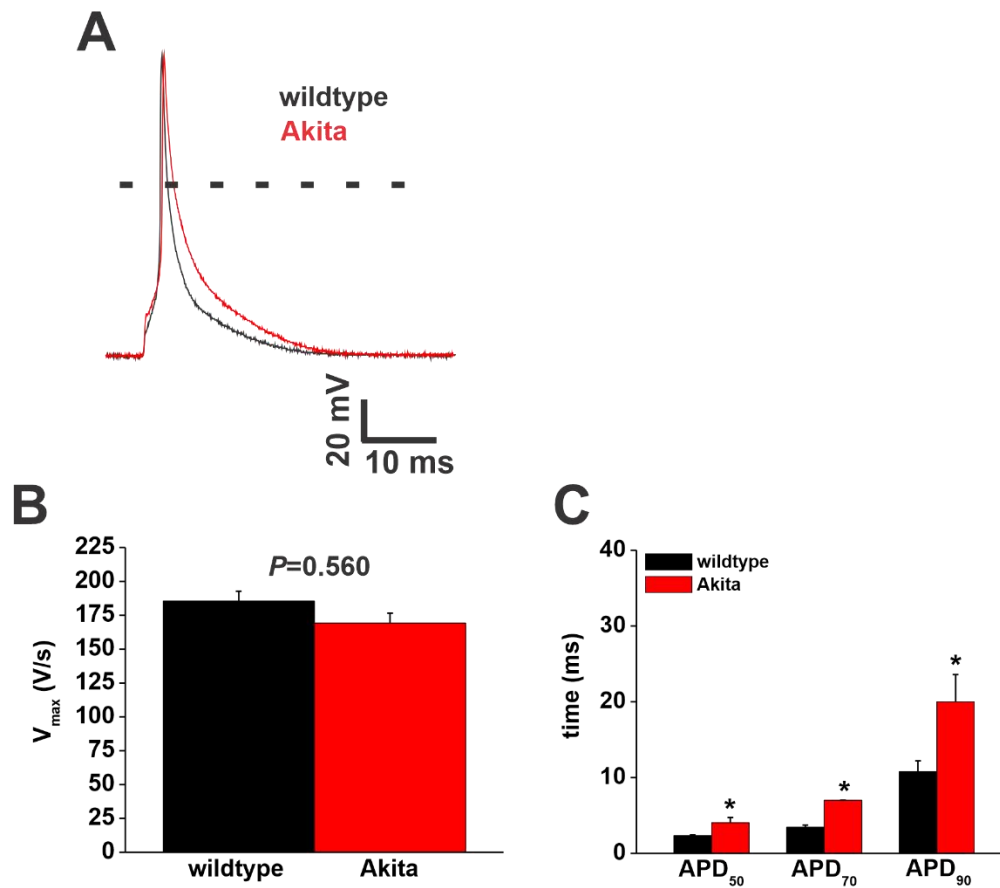 A
wildtype
Akita
20 mV
10 ms
B
225
200
175
150
125
100
75
50
25
0
Vmax (V/s)
P=0.560
wildtype
Akita
C
40
30
20
10
0
time (ms)
wildtype
Akita
*
*
*
APD50
APD70
APD90